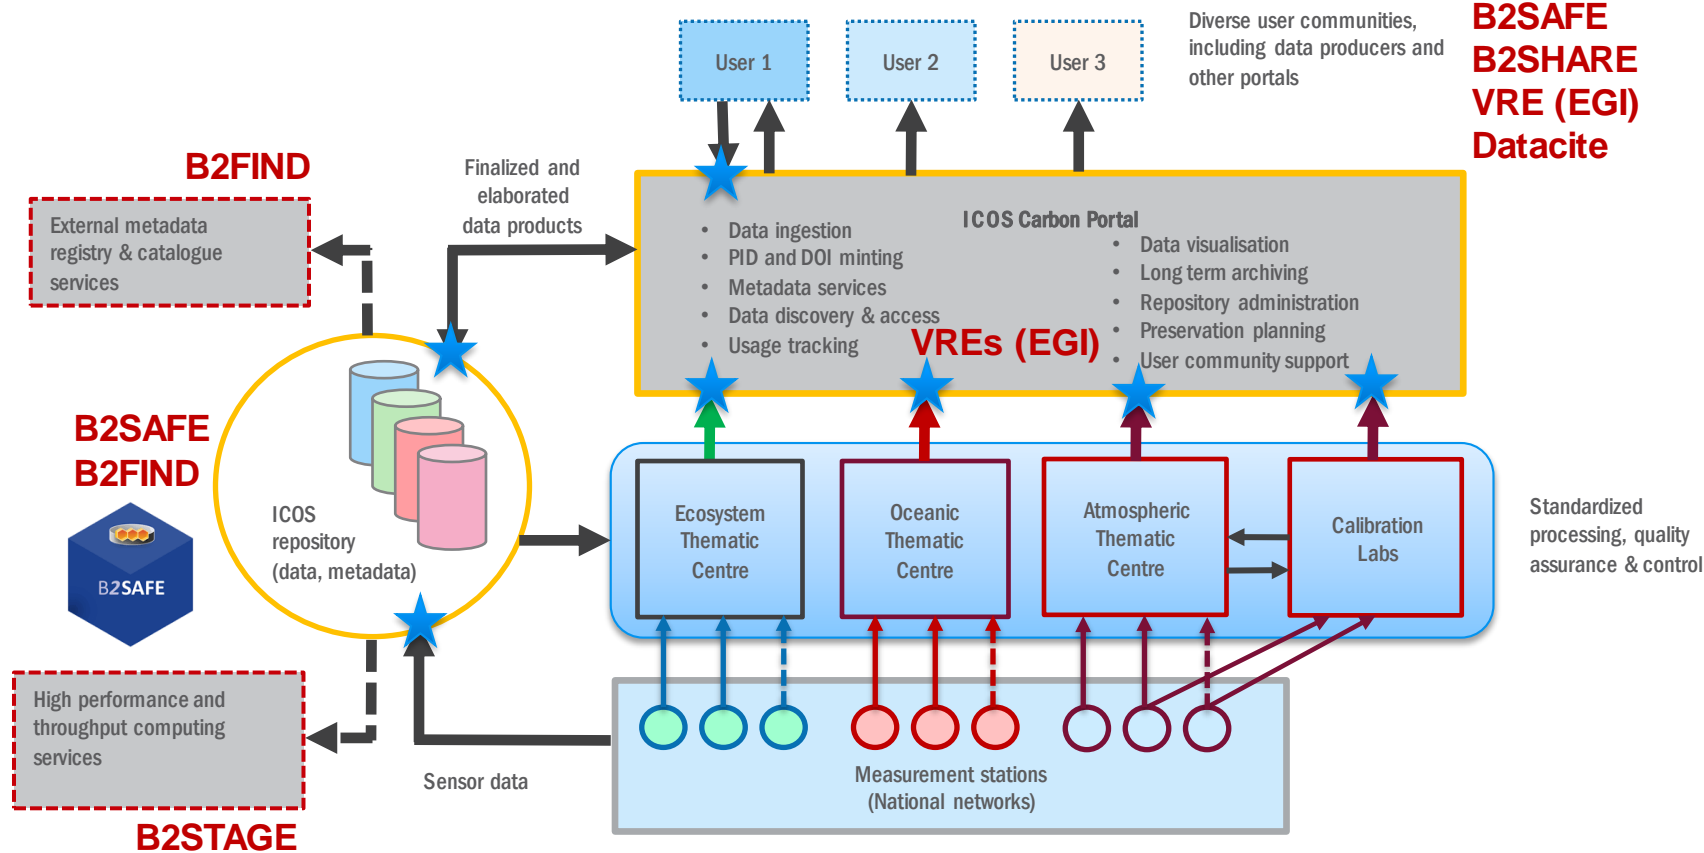 User 1
User 2
User 3
Diverse user communities,
including data producers and
other portals
B2SAFE
B2SHARE
VRE (EGI)
Datacite
B2FIND
External metadata
registry & catalogue
services
Finalized and
elaborated
data products
ICOS Carbon Portal
• Data ingestion
• PID and DOI minting
• Metadata services
• Data discovery & access
• Usage tracking
• Data visualisation
• Long term archiving
• Repository administration
• Preservation planning
• User community support
VREs (EGI)
B2SAFE
B2FIND
B2SAFE
ICOS
repository
(data, metadata)
Ecosystem
Thematic
Centre
Oceanic
Thematic
Centre
Atmospheric
Thematic
Centre
Calibration
Labs
Standardized
processing, quality
assurance & control
High performance and
throughput computing
services
B2STAGE
Sensor data
Measurement stations
(National networks)